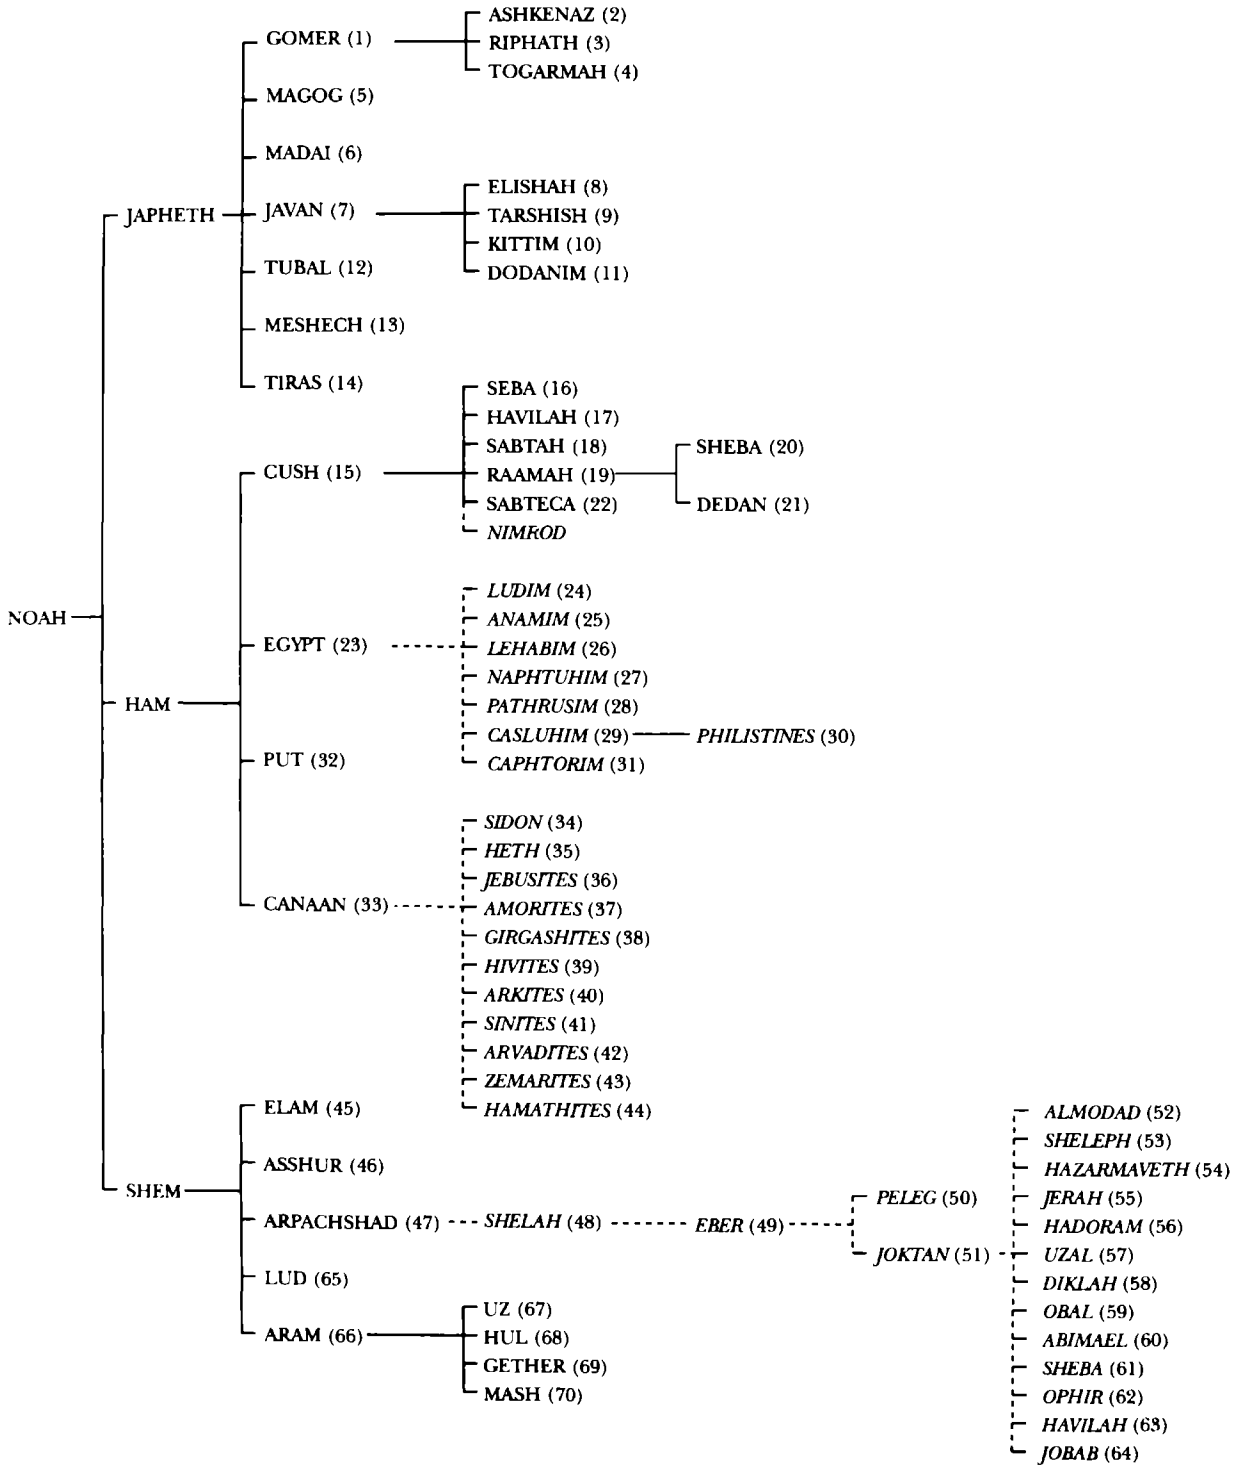 ASHKENAZ (2)
GOMER (1)
RIPHATH (3)
TOGARMAH (4)
MAGOG (5)
MADAI (6)
ELISHAH (8)
JAPHETH
JAVAN (7)
TARSHISH (9)
KITTIM (10)
TUBAL (12)
DODANIM (11)
MESHECH (13)
TIRAS (14)
SEBA (16)
HAVILAH (17)
SABTAH (18)
SHEBA (20)
CUSH (15)
RAAMAH (19)
SABTECA (22)
DEDAN (21)
NIMROD
LUDIM (24)
NOAH
ANAMIM (25)
EGYPT (23)
LEHABIM (26)
NAPHTUHIM (27)
HAM
PATHRUSIM (28)
CASLUHIM (29)
PHILISTINES (30)
PUT (32)
CAPHTORIM (31)
SIDON (34)
HETH (35)
JEBUSITES (36)
CANAAN (33)
AMORITES (37)
GIRGASHITES (38)
HIVITES (39)
ARKITES (40)
SINITES (41)
ARVADITES (42)
ZEMARITES (43)
ELAM (45)
HAMATHITES (44)
ALMODAD (52)
SHELEPH (53)
ASSHUR (46)
HAZARMAVETH (54)
SHEM
PELEG (50)
JERAH (55)
ARPACHSHAD (47)
SHELAH (48)
EBER (49)
HADORAM (56)
JOKTAN (51)
UZAL (57)
LUD (65)
DIKLAH (58)
UZ (67)
OBAL (59)
ARAM (66)
HUL (68)
ABIMAEL (60)
GETHER (69)
SHEBA (61)
MASH (70)
OPHIR (62)
HAVILAH (63)
JOBAB (64)